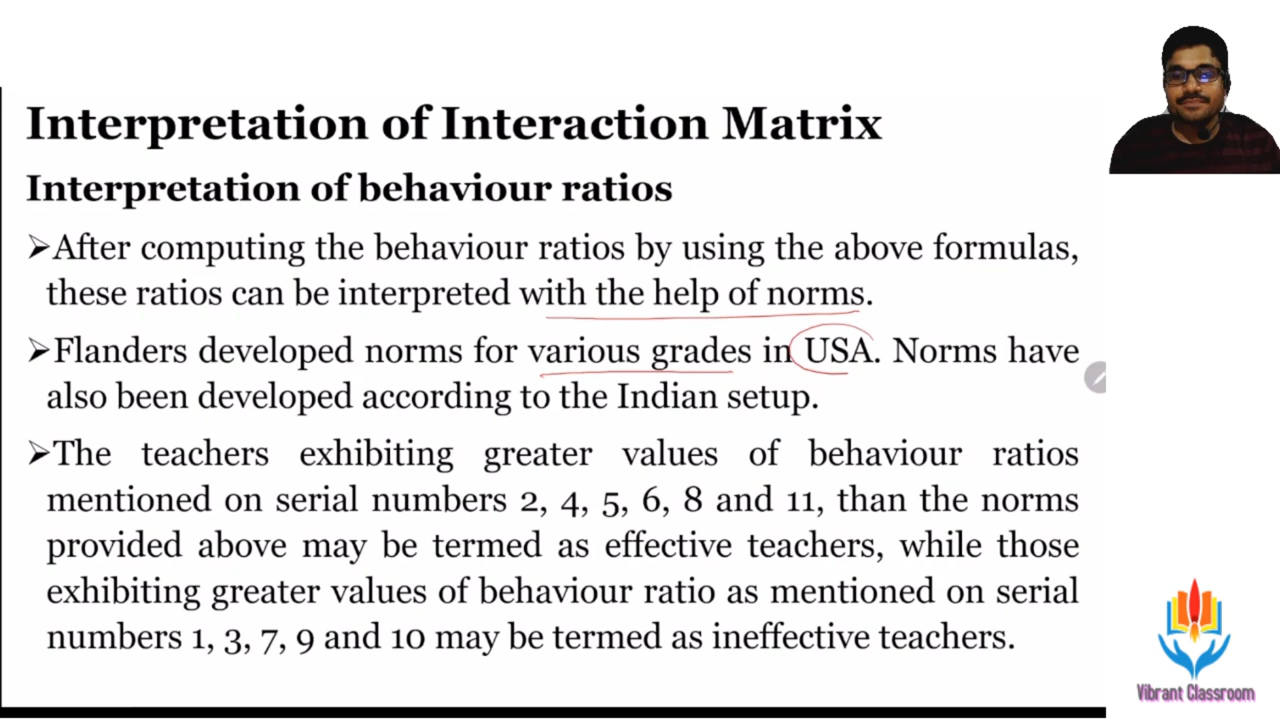 Interpretation of Interaction Matrix
Interpretation of behaviour ratios
➢After computing the behaviour ratios by using the above formulas,
these ratios can be interpreted with the help of norms.
➢Flanders developed norms for various grades in USA. Norms have
also been developed according to the Indian setup.
➢The teachers exhibiting greater values of behaviour ratios
mentioned on serial numbers 2, 4, 5, 6, 8 and 11, than the norms
provided above may be termed as effective teachers, while those
exhibiting greater values of behaviour ratio as mentioned on serial
numbers 1, 3, 7, 9 and 10 may be termed as ineffective teachers.
Vibrant Classroom